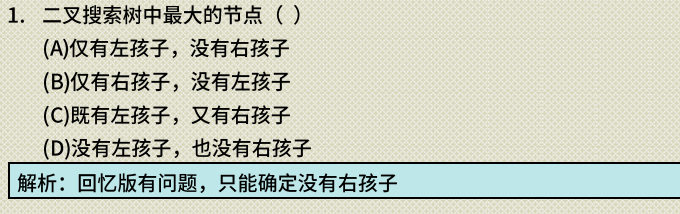 1. 二叉搜索树中最大的节点（ ）
(A)仅有左孩子，没有右孩子
(B)仅有右孩子，没有左孩子
(C)既有左孩子，又有右孩子
(D)没有左孩子，也没有右孩子
解析：回忆版有问题，只能确定没有右孩子